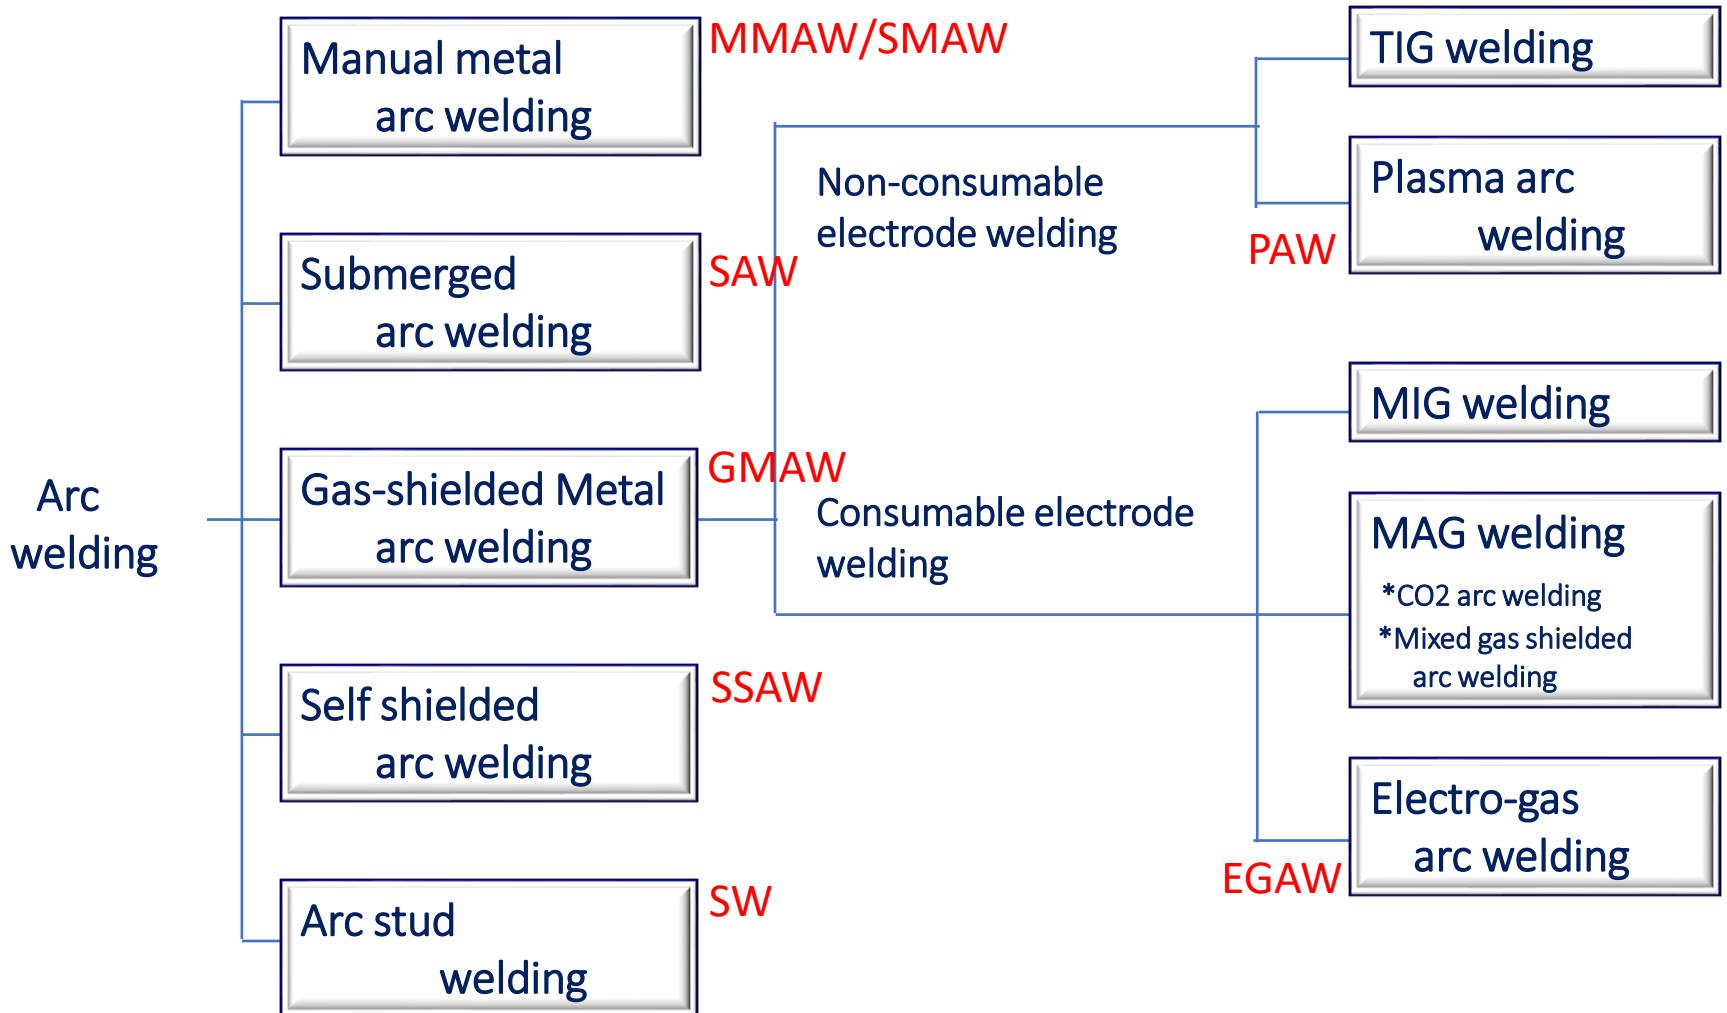 Arc
welding
Manual metal
arc welding
MMAW/SMAW
Submerged
arc welding
SAW
Gas-shielded Metal
arc welding
GMAW
Self shielded
arc welding
SSAW
Arc stud
welding
SW
Non-consumable
electrode welding
Consumable electrode
welding
TIG welding
Plasma arc
welding
PAW
MIG welding
MAG welding
*CO2 arc welding
*Mixed gas shielded
arc welding
Electro-gas
arc welding
EGAW